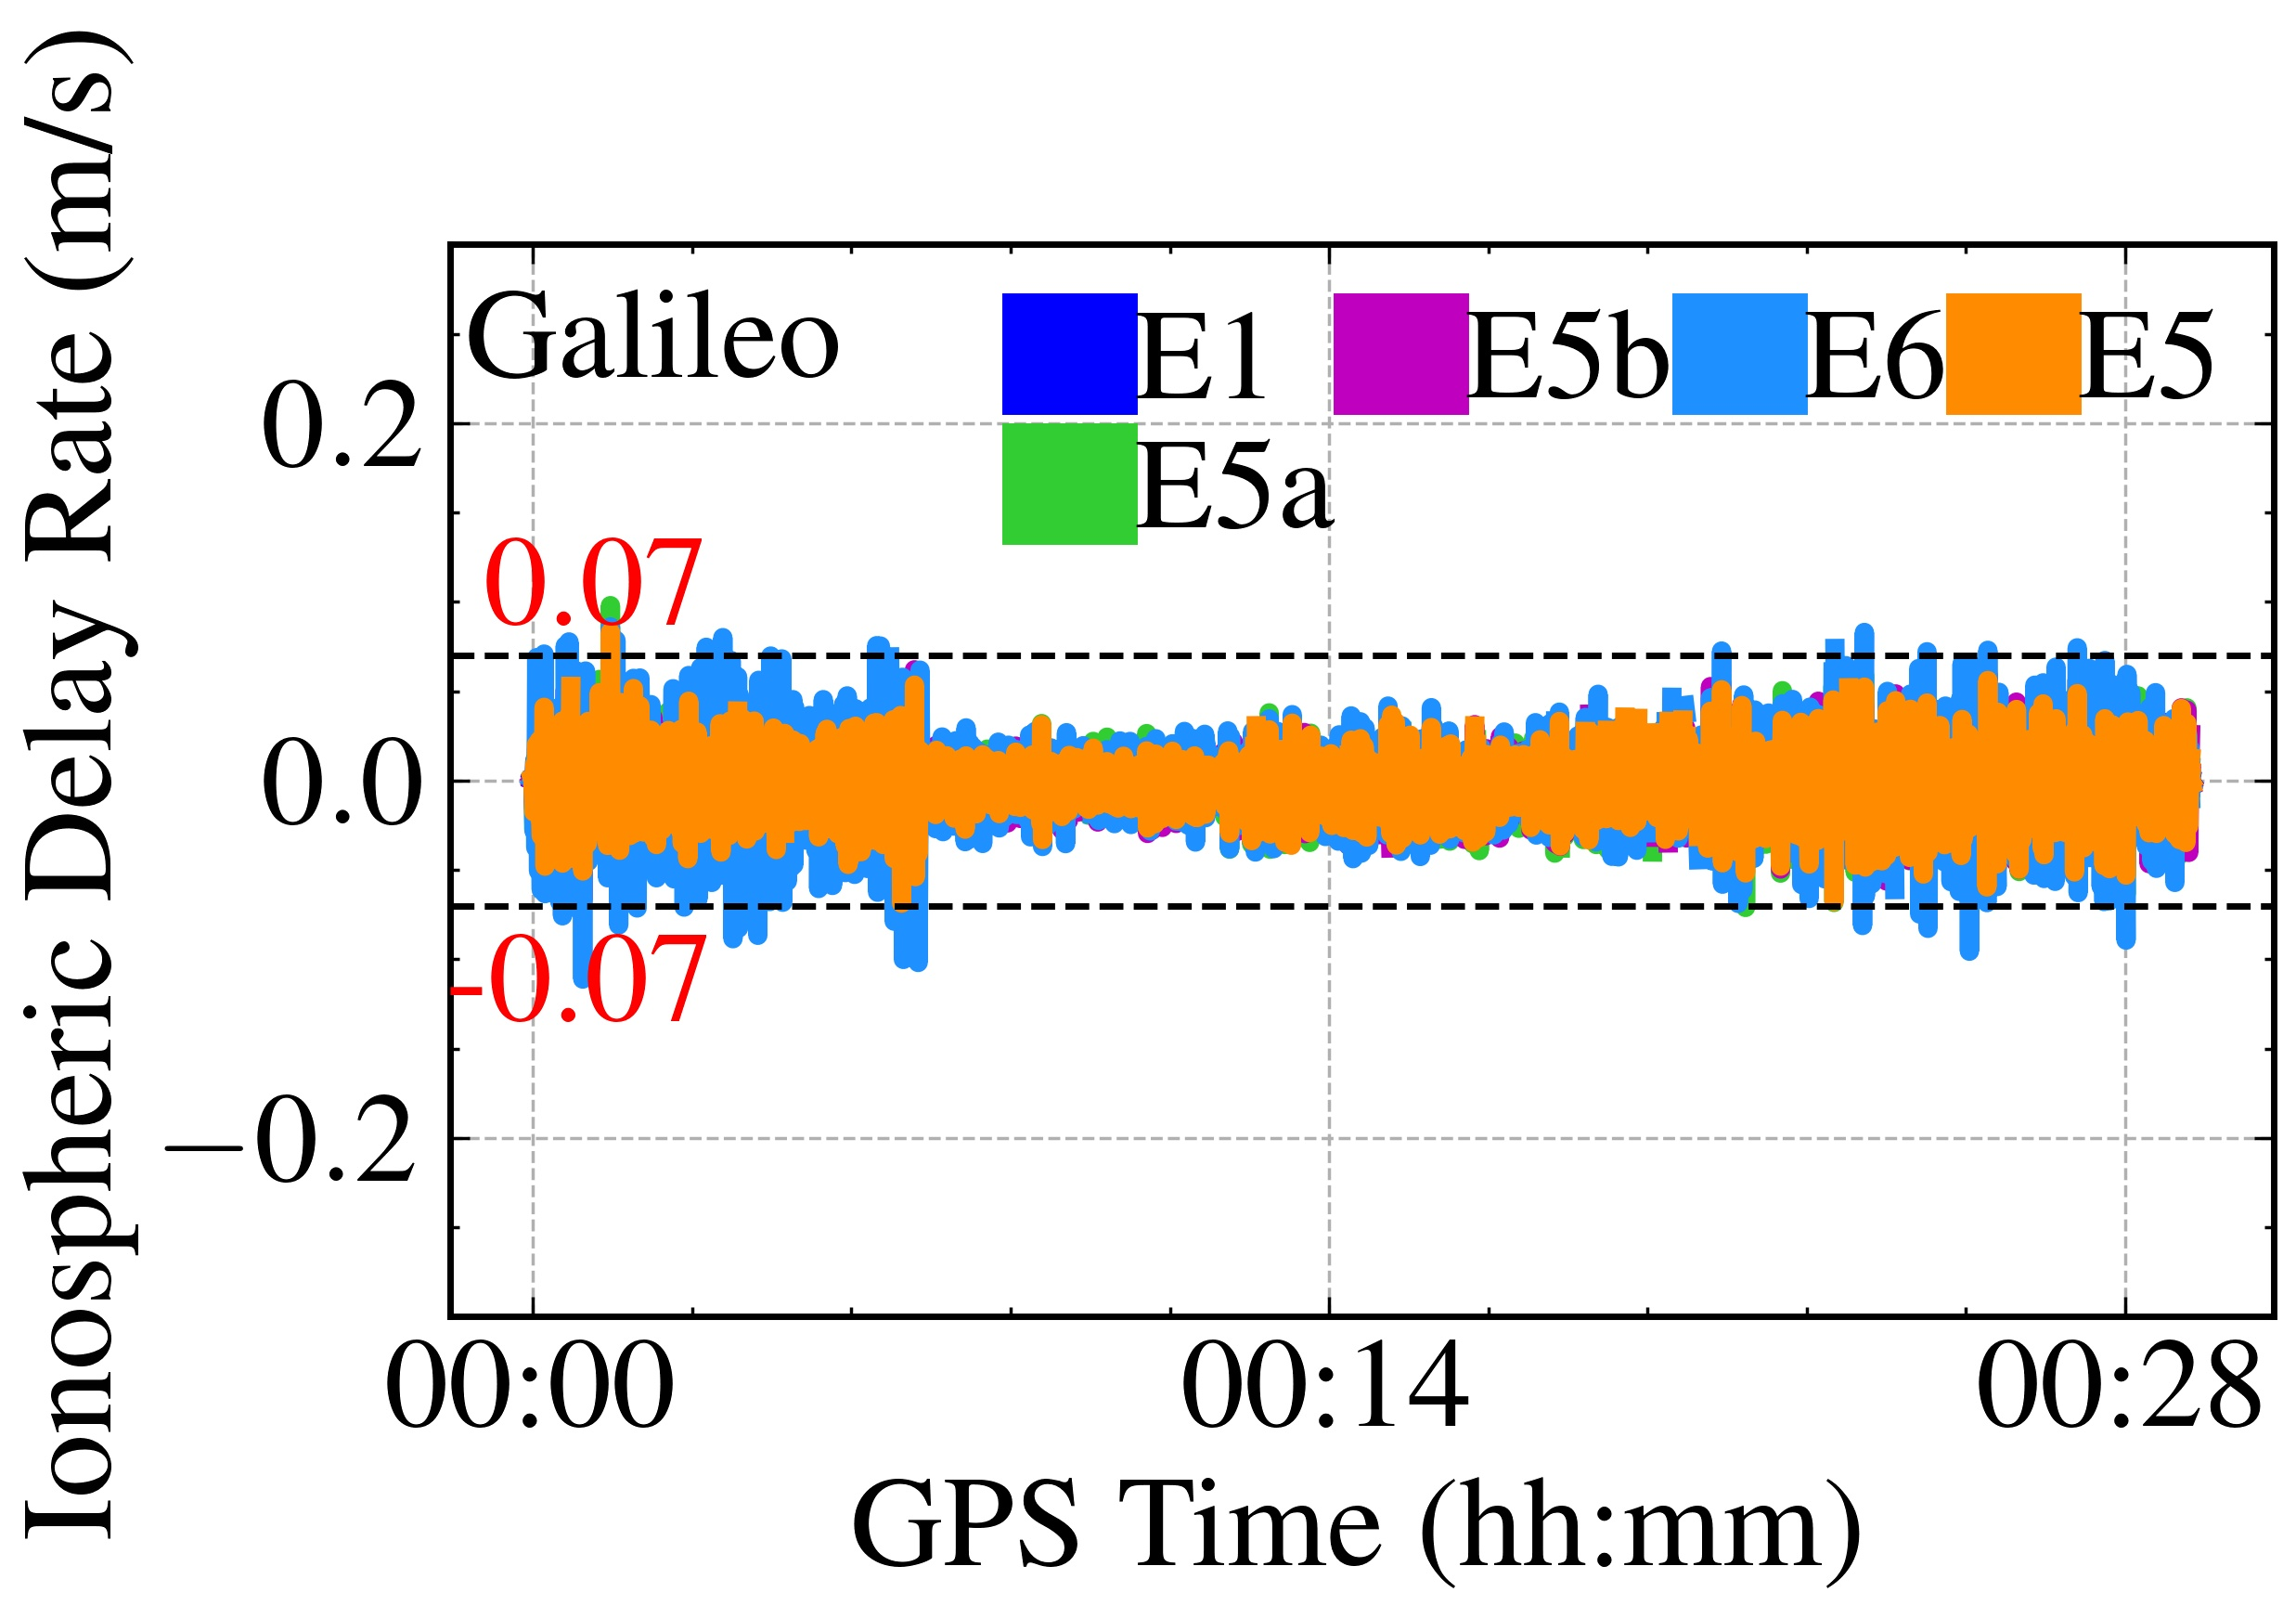 Ionospheric Delay Rate (m/s)
Galileo
E1
E5b
E6
E5
E5a
0.2
0.07
0.0
-0.07
−0.2
00:00
00:14
00:28
GPS Time (hh:mm)